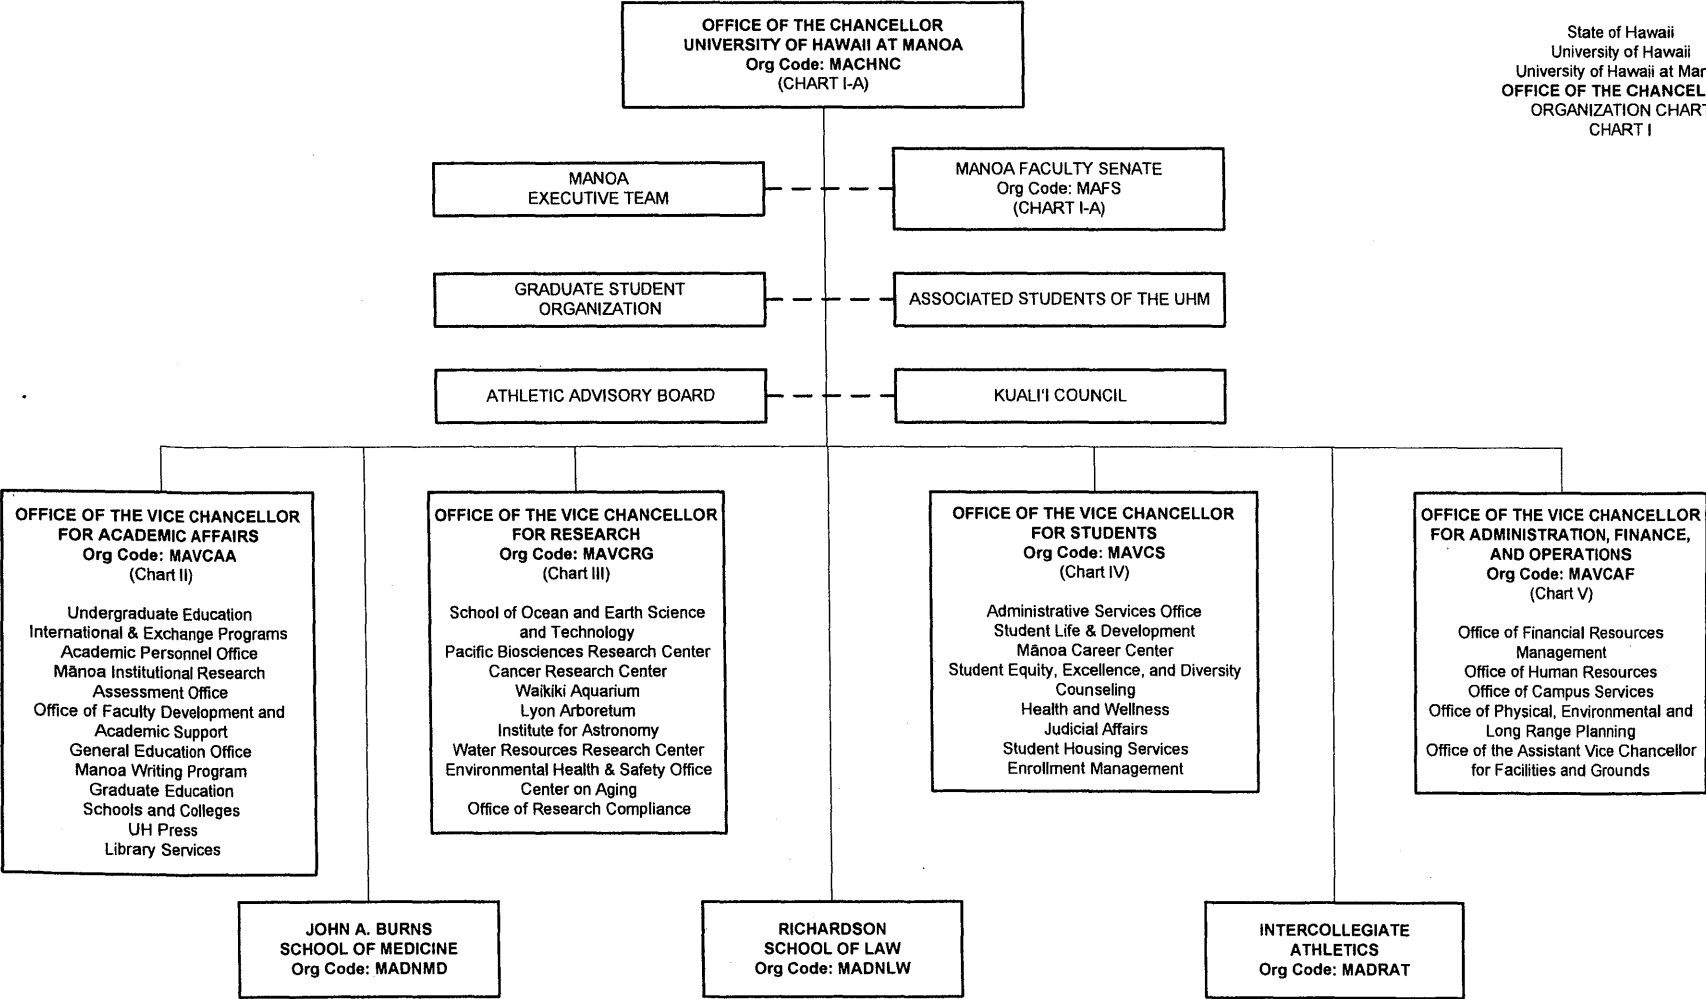 OFFICE OF THE CHANCELLOR
UNIVERSITY OF HAWAII AT MANOA
Org Code: MACHNC
(CHART I-A)
State of Hawaii
University of Hawaii
University of Hawaii at
OFFICE OF THE
ORGANIZATION CHART
CHART I
MANOA
EXECUTIVE TEAM
MANOA FACULTY SENATE
Org Code: MAFS
(CHART I-A)
GRADUATE STUDENT
ORGANIZATION
ASSOCIATED STUDENTS OF THE UHM
ATHLETIC ADVISORY BOARD
KUALI'I COUNCIL
OFFICE OF THE VICE CHANCELLOR
FOR ACADEMIC AFFAIRS
Org Code: MAVCAA
(Chart II)
Undergraduate Education
International & Exchange Programs
Academic Personnel Office
Mānoa Institutional Research
Assessment Office
Office of Faculty Development and
Academic Support
General Education Office
Manoa Writing Program
Graduate Education
Schools and Colleges
UH Press
Library Services
OFFICE OF THE VICE CHANCELLOR
FOR RESEARCH
Org Code: MAVCRG
(Chart III)
School of Ocean and Earth Science
and Technology
Pacific Biosciences Research Center
Cancer Research Center
Waikiki Aquarium
Lyon Arboretum
Institute for Astronomy
Water Resources Research Center
Environmental Health & Safety Office
Center on Aging
Office of Research Compliance
OFFICE OF THE VICE CHANCELLOR
FOR STUDENTS
Org Code: MAVCS
(Chart IV)
Administrative Services Office
Student Life & Development
Mānoa Career Center
Student Equity, Excellence, and Diversity
Counseling
Health and Wellness
Judicial Affairs
Student Housing Services
Enrollment Management
OFFICE OF THE VICE CHANCELLOR
FOR ADMINISTRATION, FINANCE,
AND OPERATIONS
Org Code: MAVCAF
(Chart V)
Office of Financial Resources
Management
Office of Human Resources
Office of Campus Services
Office of Physical, Environmental and
Long Range Planning
Office of the Assistant Vice Chancellor
for Facilities and Grounds
JOHN A. BURNS
SCHOOL OF MEDICINE
Org Code: MADNMD
RICHARDSON
SCHOOL OF LAW
Org Code: MADNLW
INTERCOLLEGIATE
ATHLETICS
Org Code: MADRAT